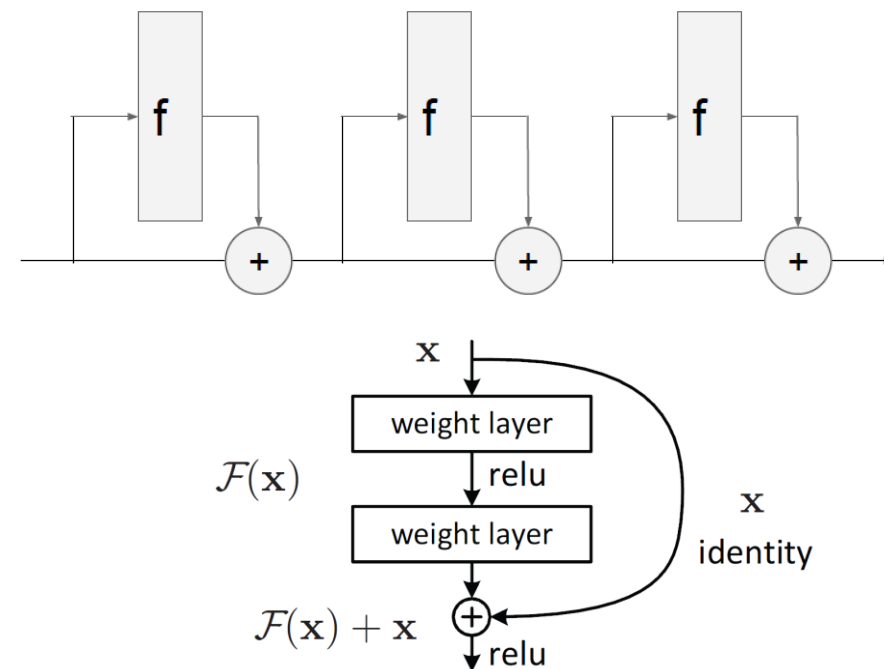 f f f
+ + +
x
weight layer
F(x)
relu
x
weight layer
identity
F(x) + x
+
relu